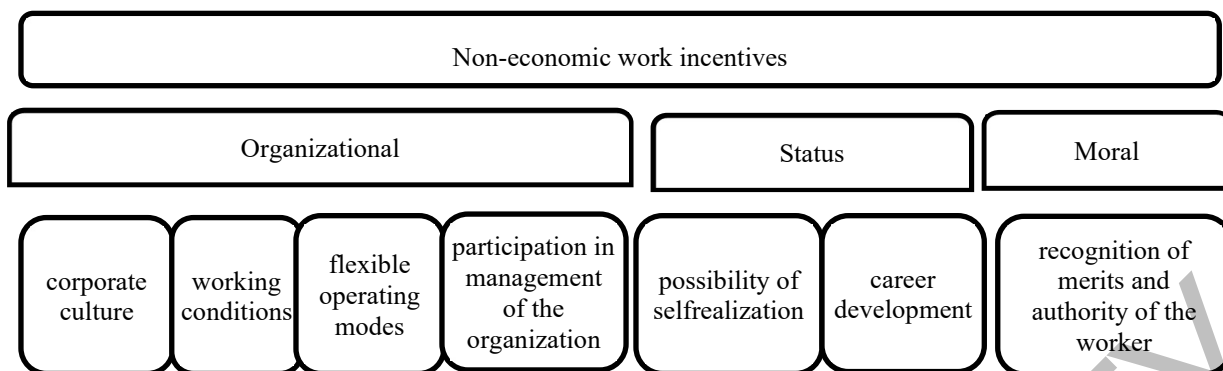 Non-economic work incentives
Organizational
Status
Moral
corporate
culture
working
conditions
flexible
operating
modes
participation in
management
of the
organization
possibility of
selfrealization
career
development
recognition of
merits and
authority of the
worker